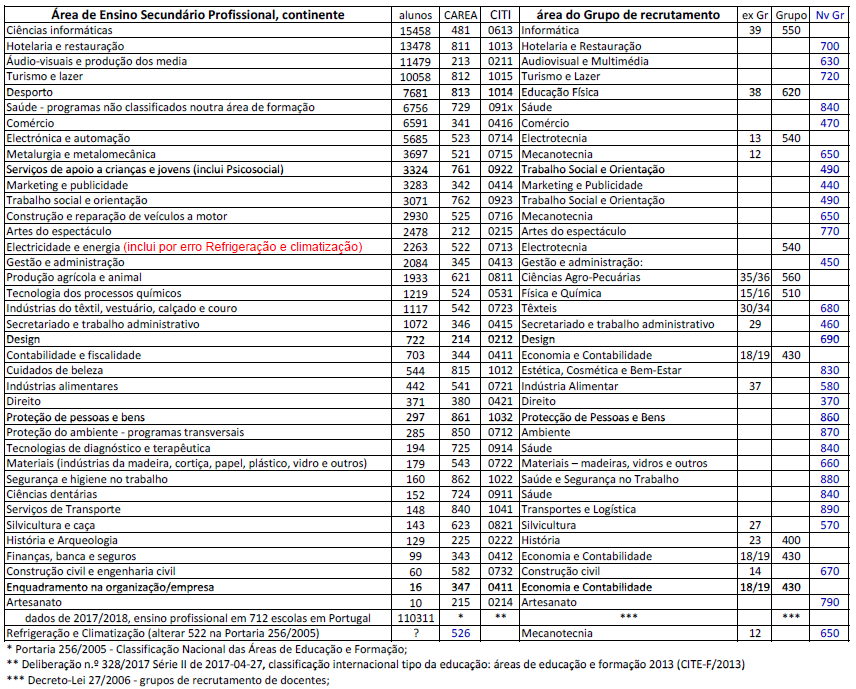 Área de Ensino Secundário Profissional, continente alunos CAREA CITI área do Grupo de recrutamento ex Gr Grupo Nv Gr
Ciências informáticas 15458 481 0613 Informática 39 550
Hotelaria e restauração 13478 811 1013 Hotelaria e Restauração 700
Áudio-visuais e produção dos media 11479 213 0211 Audiovisual e Multimédia 630
Turismo e lazer 10058 812 1015 Turismo e Lazer 720
Desporto 7681 813 1014 Educação Física 38 620
Saúde - programas não classificados noutra área de formação 6756 729 091x Sáude 840
Comércio 6591 341 0416 Comércio 470
Electrónica e automação 5685 523 0714 Electrotecnia 13 540
Metalurgia e metalomecânica 3697 521 0715 Mecanotecnia 12 650
Serviços de apoio a crianças e jovens (inclui Psicosocial) 3324 761 0922 Trabalho Social e Orientação 490
Marketing e publicidade 3283 342 0414 Marketing e Publicidade 440
Trabalho social e orientação 3071 762 0923 Trabalho Social e Orientação 490
Construção e reparação de veículos a motor 2930 525 0716 Mecanotecnia 650
Artes do espectáculo 2478 212 0215 Artes do espectáculo 770
Electricidade e energia (inclui por erro Refrigeração e climatização) 2263 522 0713 Electrotecnia 540
Gestão e administração 2084 345 0413 Gestão e administração: 450
Produção agrícola e animal 1933 621 0811 Ciências Agro-Pecuárias 35/36 560
Tecnologia dos processos químicos 1219 524 0531 Física e Química 15/16 510
Indústrias do têxtil, vestuário, calçado e couro 1117 542 0723 Têxteis 30/34 680
Secretariado e trabalho administrativo 1072 346 0415 Secretariado e trabalho administrativo 29 460
Design 722 214 0212 Design 690
Contabilidade e fiscalidade 703 344 0411 Economia e Contabilidade 18/19 430
Cuidados de beleza 544 815 1012 Estética, Cosmética e Bem-Estar 830
Indústrias alimentares 442 541 0721 Indústria Alimentar 37 580
Direito 371 380 0421 Direito 370
Proteção de pessoas e bens 297 861 1032 Protecção de Pessoas e Bens 860
Proteção do ambiente - programas transversais 285 850 0712 Ambiente 870
Tecnologias de diagnóstico e terapêutica 194 725 0914 Sáude 840
Materiais (indústrias da madeira, cortiça, papel, plástico, vidro e outros) 179 543 0722 Materiais – madeiras, vidros e outros 660
Segurança e higiene no trabalho 160 862 1022 Saúde e Segurança no Trabalho 880
Ciências dentárias 152 724 0911 Sáude 840
Serviços de Transporte 148 840 1041 Transportes e Logística 890
Silvicultura e caça 143 623 0821 Silvicultura 27 570
História e Arqueologia 129 225 0222 História 23 400
Finanças, banca e seguros 99 343 0412 Economia e Contabilidade 18/19 430
Construção civil e engenharia civil 60 582 0732 Construção civil 14 670
Enquadramento na organização/empresa 16 347 0411 Economia e Contabilidade 18/19 430
Artesanato 10 215 0214 Artesanato 790
dados de 2017/2018, ensino profissional em 712 escolas em Portugal 110311 * ** *** ***
Refrigeração e Climatização (alterar 522 na Portaria 256/2005) ? 526 Mecanotecnia 12 650
* Portaria 256/2005 - Classificação Nacional das Áreas de Educação e Formação;
** Deliberação n.º 328/2017 Série II de 2017-04-27, classificação internacional tipo da educação: áreas de educação e formação 2013 (CITE-F/2013)
*** Decreto-Lei 27/2006 - grupos de recrutamento de docentes;